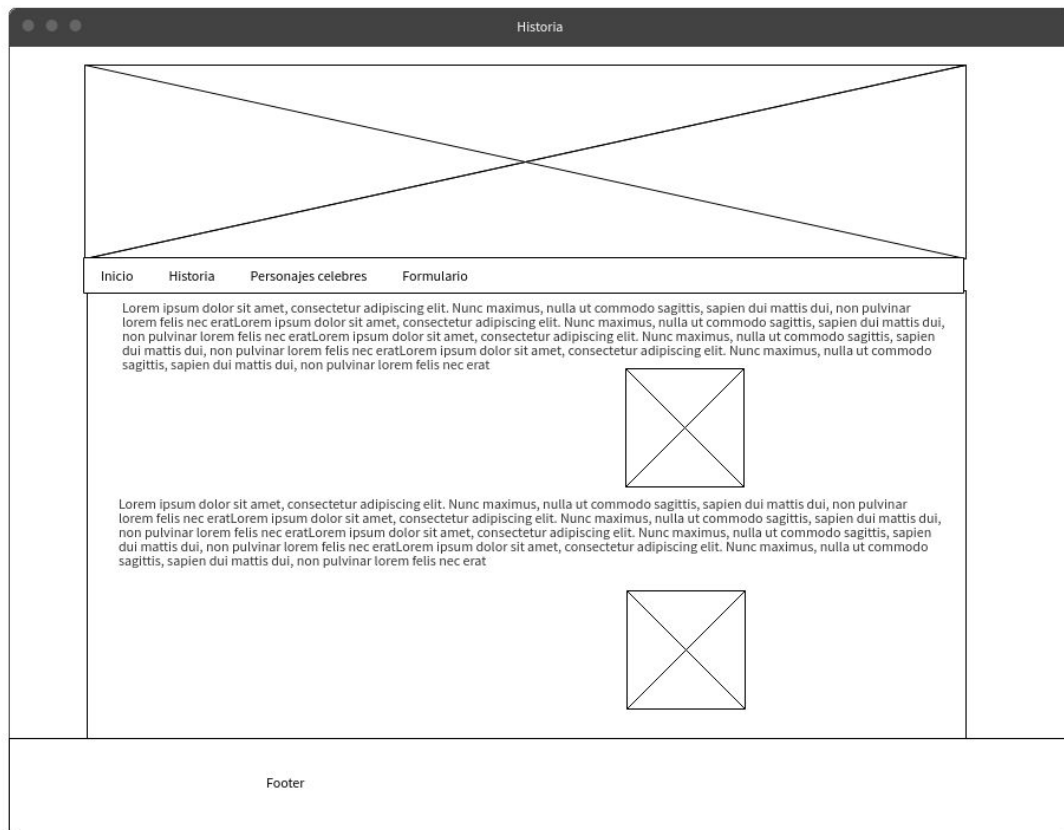 Historia
Inicio Historia Personajes celebres Formulario
Lorem ipsum dolor sit amet, consectetur adipiscing elit. Nunc maximus, nulla ut commodo sagittis, sapien dui mattis dui, non pulvinar
lorem felis nec eratLorem ipsum dolor sit amet, consectetur adipiscing elit. Nunc maximus, nulla ut commodo sagittis, sapien dui mattis dui,
non pulvinar lorem felis nec eratLorem ipsum dolor sit amet, consectetur adipiscing elit. Nunc maximus, nulla ut commodo sagittis, sapien
dui mattis dui, non pulvinar lorem felis nec eratLorem ipsum dolor sit amet, consectetur adipiscing elit. Nunc maximus, nulla ut commodo
sagittis, sapien dui mattis dui, non pulvinar lorem felis nec erat
Lorem ipsum dolor sit amet, consectetur adipiscing elit. Nunc maximus, nulla ut commodo sagittis, sapien dui mattis dui, non pulvinar
lorem felis nec eratLorem ipsum dolor sit amet, consectetur adipiscing elit. Nunc maximus, nulla ut commodo sagittis, sapien dui mattis dui,
non pulvinar lorem felis nec eratLorem ipsum dolor sit amet, consectetur adipiscing elit. Nunc maximus, nulla ut commodo sagittis, sapien
dui mattis dui, non pulvinar lorem felis nec eratLorem ipsum dolor sit amet, consectetur adipiscing elit. Nunc maximus, nulla ut commodo
sagittis, sapien dui mattis dui, non pulvinar lorem felis nec erat
Footer